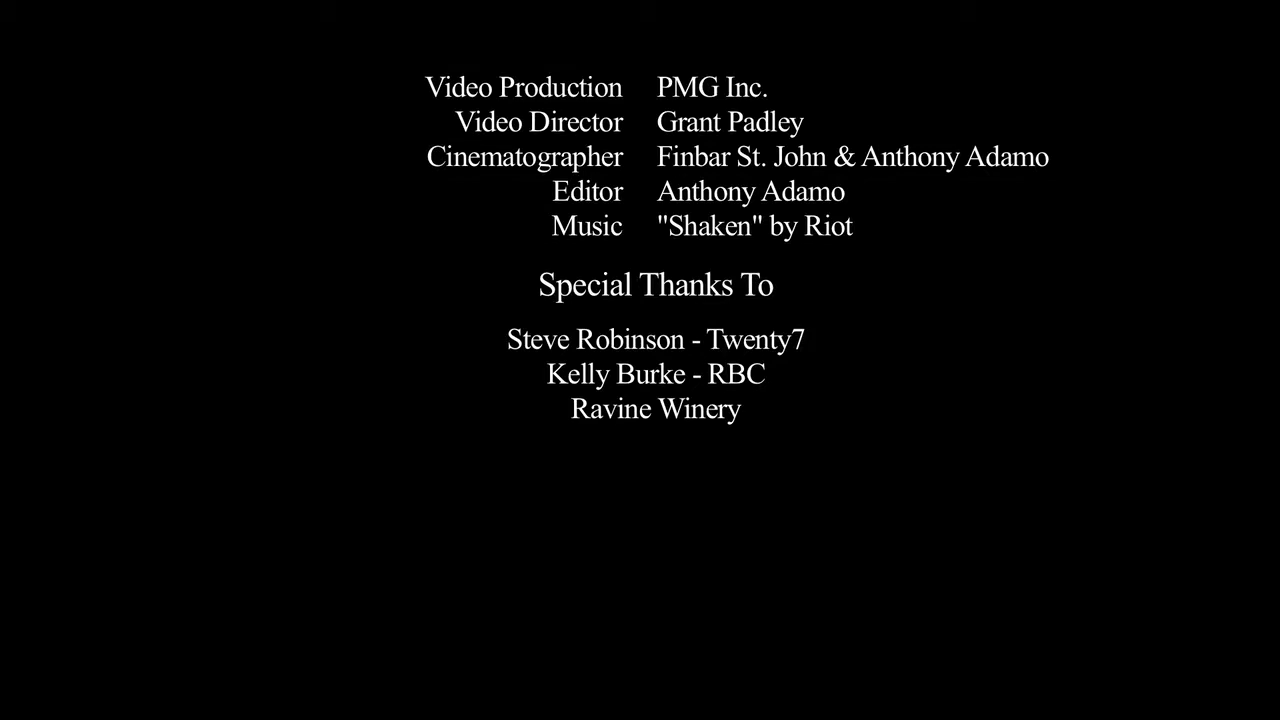 Video Production PMG Inc.
Video Director Grant Padley
Cinematographer Finbar St. John & Anthony Adamo
Editor Anthony Adamo
Music "Shaken" by Riot
Special Thanks To
Steve Robinson - Twenty7
Kelly Burke - RBC
Ravine Winery